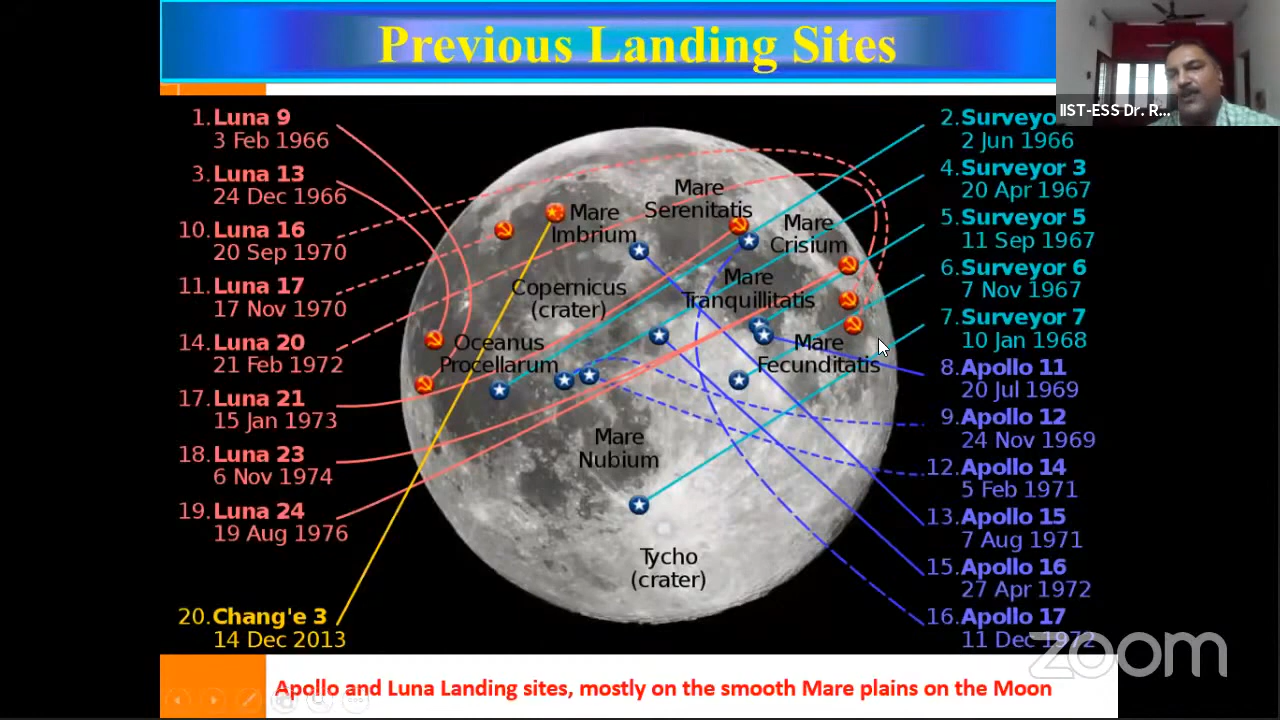 Previous Landing Sites
IIST-ESS Dr. R...
1. Luna 9
3 Feb 1966
3. Luna 13
24 Dec 1966
10. Luna 16
20 Sep 1970
11. Luna 17
17 Nov 1970
14. Luna 20
21 Feb 1972
17. Luna 21
15 Jan 1973
18. Luna 23
6 Nov 1974
19. Luna 24
19 Aug 1976
20. Chang'e 3
14 Dec 2013
Mare
Serenitatis
Mare
Imbrium
Mare
Crisium
Copernicus
(crater)
Mare
Tranquillitatis
Oceanus
Procellarum
Mare
Fecunditatis
Mare
Nubium
Tycho
(crater)
2. Surveyo
2 Jun 1966
4. Surveyor 3
20 Apr 1967
5. Surveyor 5
11 Sep 1967
6. Surveyor 6
7 Nov 1967
7. Surveyor 7
10 Jan 1968
8. Apollo 11
20 Jul 1969
9. Apollo 12
24 Nov 1969
12. Apollo 14
5 Feb 1971
13. Apollo 15
7 Aug 1971
15. Apollo 16
27 Apr 1972
16. Apollo 17
11 Dec 1972
zoom
Apollo and Luna Landing sites, mostly on the smooth Mare plains on the Moon